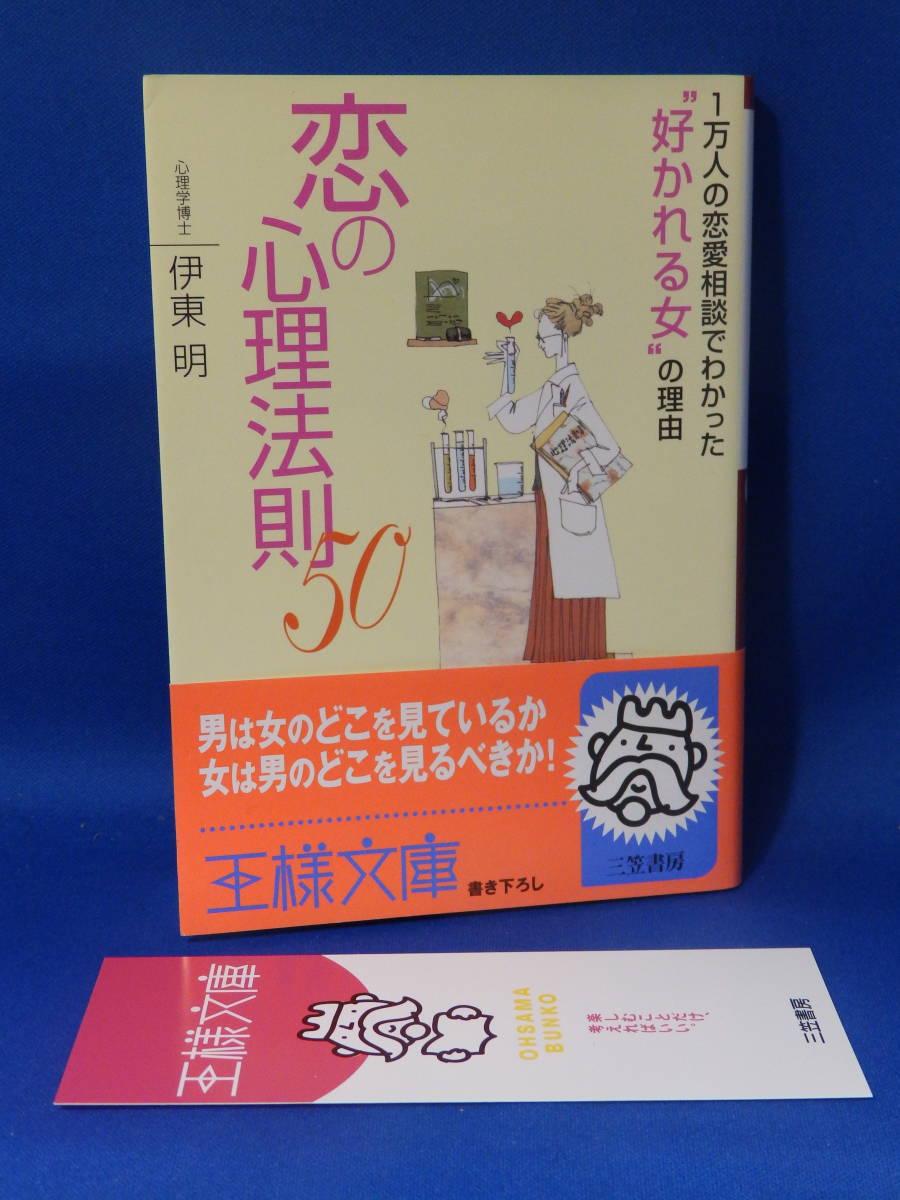 1万人の恋愛相談でわかった
"好かれる女"の理由
恋の
心理法則
50
心理学博士
伊東 明
心理法則
男は女のどこを見ているか
女は男のどこを見るべきか!
王様文庫
書き下ろし
三笠書房
王様文庫
OHSAMA
BUNKO
楽しむことだけ、
考えればいい。
三笠書房